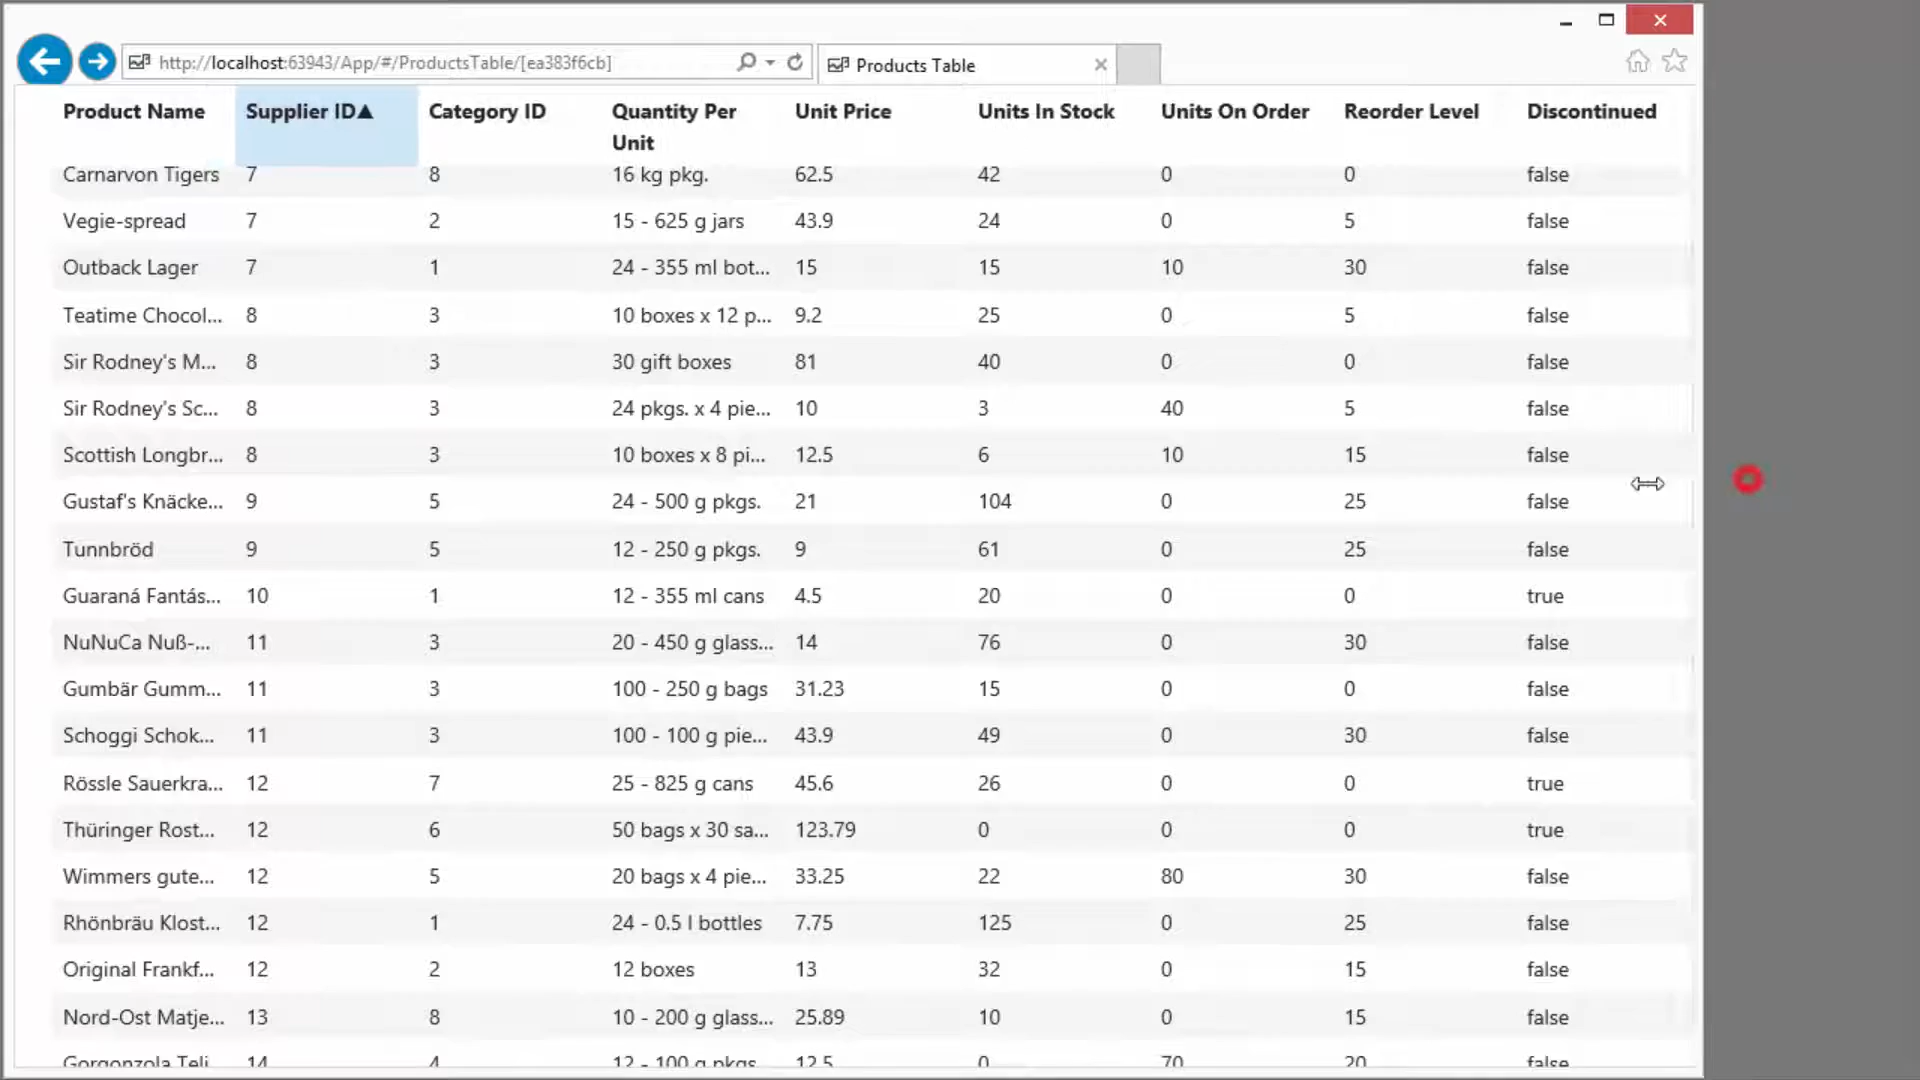 http://localhost:63943/App/#/ProductsTable/[ea383f6cb]
Products Table
Product Name Supplier ID▲ Category ID Quantity Per Unit Unit Price Units In Stock Units On Order Reorder Level Discontinued
Carnarvon Tigers 7 8 16 kg pkg. 62.5 42 0 0 false
Vegie-spread 7 2 15 - 625 g jars 43.9 24 0 5 false
Outback Lager 7 1 24 - 355 ml bot... 15 15 10 30 false
Teatime Chocol... 8 3 10 boxes x 12 p... 9.2 25 0 5 false
Sir Rodney's M... 8 3 30 gift boxes 81 40 0 0 false
Sir Rodney's Sc... 8 3 24 pkgs. x 4 pie... 10 3 40 5 false
Scottish Longbr... 8 3 10 boxes x 8 pi... 12.5 6 10 15 false
Gustaf's Knäcke... 9 5 24 - 500 g pkgs. 21 104 0 25 false
Tunnbröd 9 5 12 - 250 g pkgs. 9 61 0 25 false
Guaraná Fantás... 10 1 12 - 355 ml cans 4.5 20 0 0 true
NuNuCa Nuß-... 11 3 20 - 450 g glass... 14 76 0 30 false
Gumbär Gumm... 11 3 100 - 250 g bags 31.23 15 0 0 false
Schoggi Schok... 11 3 100 - 100 g pie... 43.9 49 0 30 false
Rössle Sauerkra... 12 7 25 - 825 g cans 45.6 26 0 0 true
Thüringer Rost... 12 6 50 bags x 30 sa... 123.79 0 0 0 true
Wimmers gute... 12 5 20 bags x 4 pie... 33.25 22 80 30 false
Rhönbräu Klost... 12 1 24 - 0.5 l bottles 7.75 125 0 25 false
Original Frankf... 12 2 12 boxes 13 32 0 15 false
Nord-Ost Matje... 13 8 10 - 200 g glass... 25.89 10 0 15 false
Gorgonzola Teli... 14 4 12 - 100 g pkgs 12.5 0 70 20 false